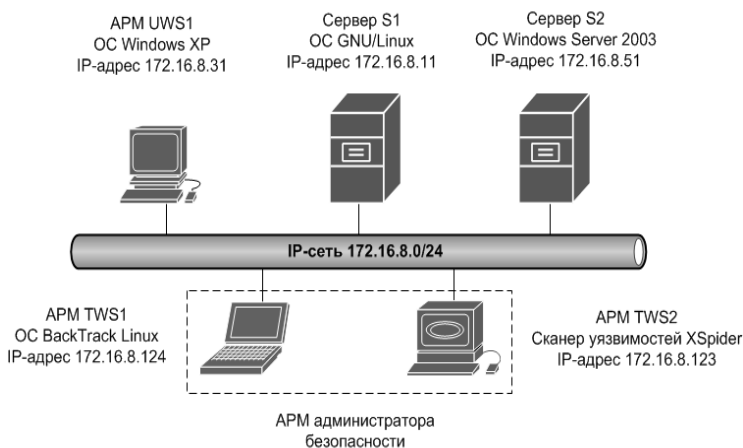 АРМ UWS1
ОС Windows XP
IP-адрес 172.16.8.31
Сервер S1
ОС GNU/Linux
IP-адрес 172.16.8.11
Сервер S2
ОС Windows Server 2003
IP-адрес 172.16.8.51
IP-сеть 172.16.8.0/24
АРМ TWS1
ОС BackTrack Linux
IP-адрес 172.16.8.124
АРМ TWS2
Сканер уязвимостей XSpider
IP-адрес 172.16.8.123
АРМ администратора
безопасности